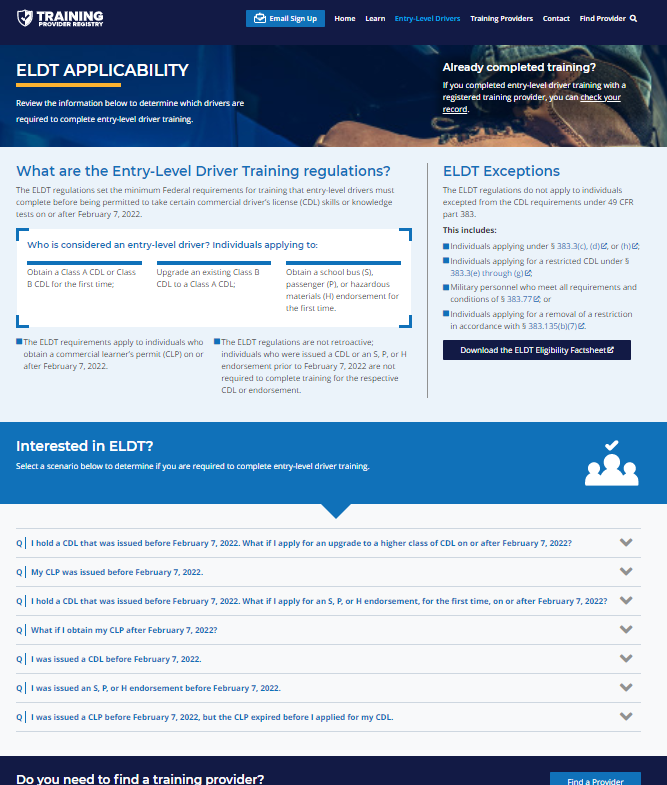 TRAINING
PROVIDER REGISTRY
Email Sign Up
Home
Learn
Entry-Level Drivers
Training Providers
Contact
Find Provider
ELDT APPLICABILITY
Review the information below to determine which drivers are
required to complete entry-level driver training.
Already completed training?
If you completed entry-level driver training with a
registered training provider, you can check your
record.
What are the Entry-Level Driver Training regulations?
The ELDT regulations set the minimum Federal requirements for training that entry-level drivers must
complete before being permitted to take certain commercial driver's license (CDL) skills or knowledge
tests on or after February 7, 2022.
Who is considered an entry-level driver? Individuals applying to:
Obtain a Class A CDL or Class
B CDL for the first time;
Upgrade an existing Class B
CDL to a Class A CDL;
Obtain a school bus (S),
passenger (P), or hazardous
materials (H) endorsement for
the first time.
The ELDT requirements apply to individuals who
obtain a commercial learner's permit (CLP) on or
after February 7, 2022.
The ELDT regulations are not retroactive;
individuals who were issued a CDL or an S, P, or H
endorsement prior to February 7, 2022 are not
required to complete training for the respective
CDL or endorsement.
ELDT Exceptions
The ELDT regulations do not apply to individuals
excepted from the CDL requirements under 49 CFR
part 383.
This includes:
Individuals applying under § 383.3(c), (d), or (h);
Individuals applying for a restricted CDL under §
383.3(e) through (g);
Military personnel who meet all requirements and
conditions of § 383.77; or
Individuals applying for a removal of a restriction
in accordance with § 383.135(b)(7).
Download the ELDT Eligibility Factsheet
Interested in ELDT?
Select a scenario below to determine if you are required to complete entry-level driver training.
Q I hold a CDL that was issued before February 7, 2022. What if I apply for an upgrade to a higher class of CDL on or after February 7, 2022?
Q My CLP was issued before February 7, 2022.
Q I hold a CDL that was issued before February 7, 2022. What if I apply for an S, P, or H endorsement, for the first time, on or after February 7, 2022?
Q What if I obtain my CLP after February 7, 2022?
Q I was issued a CDL before February 7, 2022.
Q I was issued an S, P, or H endorsement before February 7, 2022.
Q I was issued a CLP before February 7, 2022, but the CLP expired before I applied for my CDL.
Do you need to find a training provider?
Find a Provider